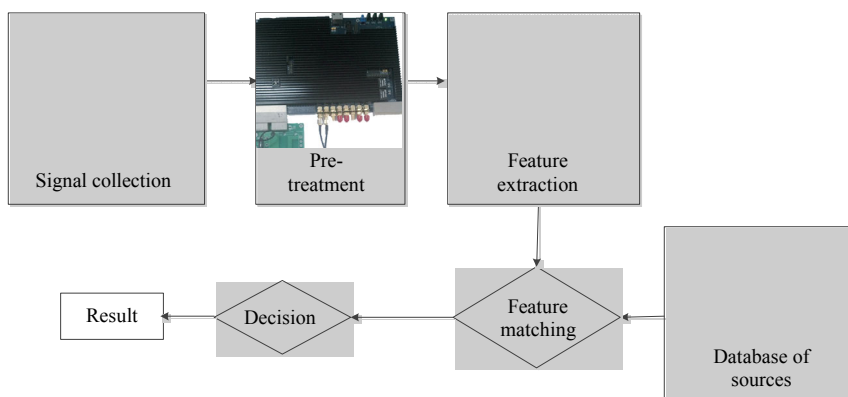 Signal collection
Pre-
treatment
Feature
extraction
Feature
matching
Decision
Result
Database of
sources